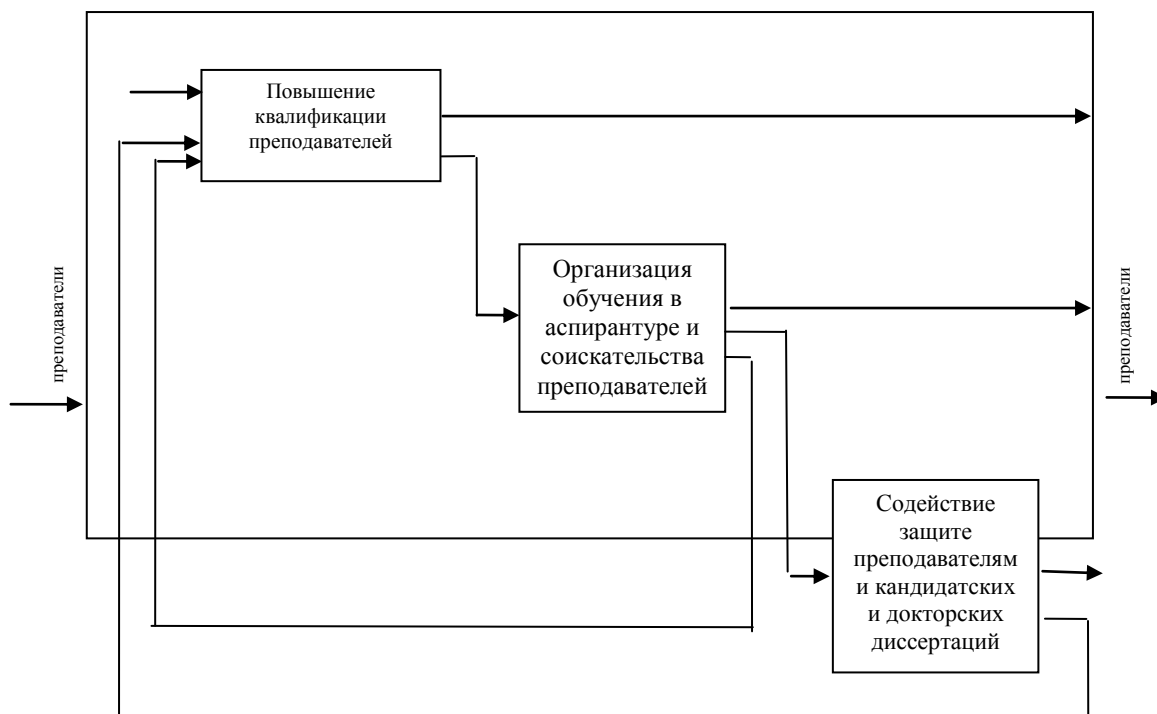 Повышение
квалификации
преподавателей
Организация
обучения в
аспирантуре и
соискательства
преподавателей
преподаватели
преподаватели
Содействие
защите
преподавателям
и кандидатских
и докторских
диссертаций